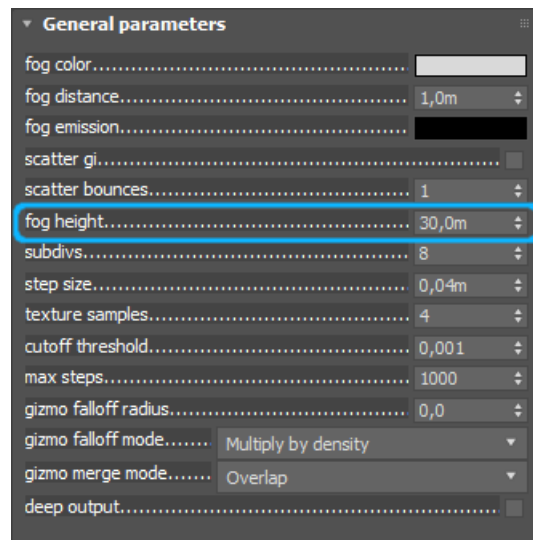 General parameters
fog color
fog distance 1,0m
fog emission
scatter gi
scatter bounces 1
fog height 30,0m
subdivs 8
step size 0,04m
texture samples 4
cutoff threshold 0,001
max steps 1000
gizmo falloff radius 0,0
gizmo falloff mode Multiply by density
gizmo merge mode Overlap
deep output